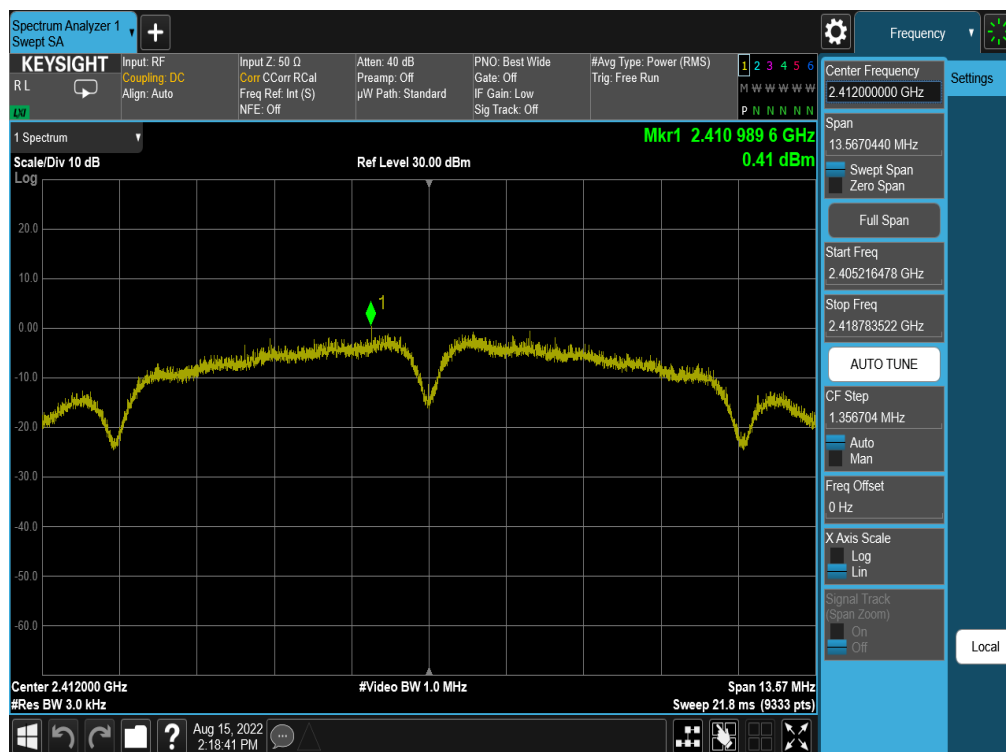 Spectrum Analyzer 1
Swept SA
Frequency
KEYSIGHT
R L
LXI
Input: RF
Coupling: DC
Align: Auto
Input Z: 50 Ω
Corr CCorr RCal
Freq Ref: Int (S)
NFE: Off
Atten: 40 dB
Preamp: Off
µW Path: Standard
PNO: Best Wide
Gate: Off
IF Gain: Low
Sig Track: Off
#Avg Type: Power (RMS)
Trig: Free Run
1 2 3 4 5 6
M W W W W W
P N N N N N
1 Spectrum
Scale/Div 10 dB
Log
Ref Level 30.00 dBm
Mkr1 2.410 989 6 GHz
0.41 dBm
20.0
10.0
0.00
-10.0
-20.0
-30.0
-40.0
-50.0
-60.0
1
Center 2.412000 GHz
#Res BW 3.0 kHz
#Video BW 1.0 MHz
Span 13.57 MHz
Sweep 21.8 ms (9333 pts)
Center Frequency
2.412000000 GHz
Settings
Span
13.5670440 MHz
Swept Span
Zero Span
Full Span
Start Freq
2.405216478 GHz
Stop Freq
2.418783522 GHz
AUTO TUNE
CF Step
1.356704 MHz
Auto
Man
Freq Offset
0 Hz
X Axis Scale
Log
Lin
Signal Track
(Span Zoom)
On
Off
Local
?
Aug 15, 2022
2:18:41 PM